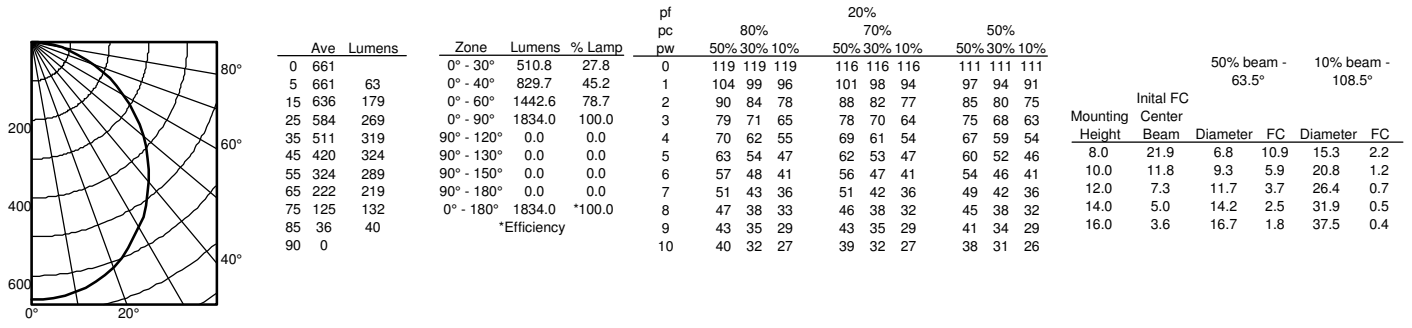 200
400
600
0°
20°
40°
60°
80°
Ave Lumens
0 661
5 661 63
15 636 179
25 584 269
35 511 319
45 420 324
55 324 289
65 222 219
75 125 132
85 36 40
90 0
Zone Lumens % Lamp
0° - 30° 510.8 27.8
0° - 40° 829.7 45.2
0° - 60° 1442.6 78.7
0° - 90° 1834.0 100.0
90° - 120° 0.0 0.0
90° - 130° 0.0 0.0
90° - 150° 0.0 0.0
90° - 180° 0.0 0.0
0° - 180° 1834.0 *100.0
*Efficiency
pf 20%
pc 80% 70% 50%
pw 50% 30% 10% 50% 30% 10% 50% 30% 10%
0 119 119 119 116 116 116 111 111 111
1 104 99 96 101 98 94 97 94 91
2 90 84 78 88 82 77 85 80 75
3 79 71 65 78 70 64 75 68 63
4 70 62 55 69 61 54 67 59 54
5 63 54 47 62 53 47 60 52 46
6 57 48 41 56 47 41 54 46 41
7 51 43 36 51 42 36 49 42 36
8 47 38 33 46 38 32 45 38 32
9 43 35 29 43 35 29 41 34 29
10 40 32 27 39 32 27 38 31 26
50% beam - 10% beam -
63.5° 108.5°
Inital FC
Mounting Center
Height Beam Diameter FC Diameter FC
8.0 21.9 6.8 10.9 15.3 2.2
10.0 11.8 9.3 5.9 20.8 1.2
12.0 7.3 11.7 3.7 26.4 0.7
14.0 5.0 14.2 2.5 31.9 0.5
16.0 3.6 16.7 1.8 37.5 0.4